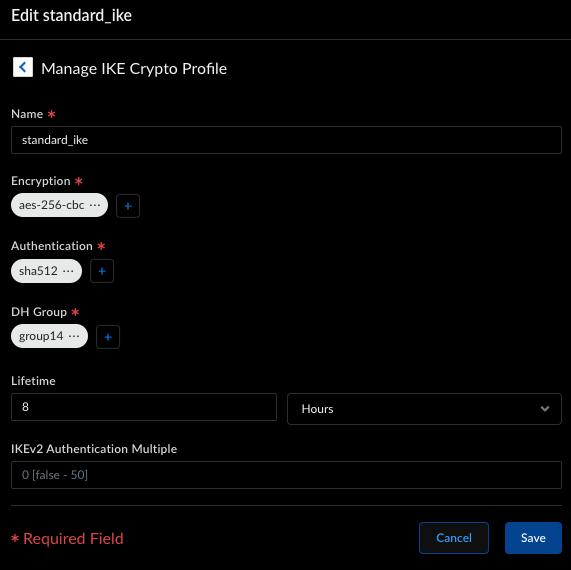 Edit standard_ike
Manage IKE Crypto Profile
Name *
standard_ike
Encryption *
aes-256-cbc ··· +
Authentication *
sha512 ··· +
DH Group *
group14 ··· +
Lifetime
8 Hours
IKEv2 Authentication Multiple
0 [false - 50]
* Required Field Cancel Save